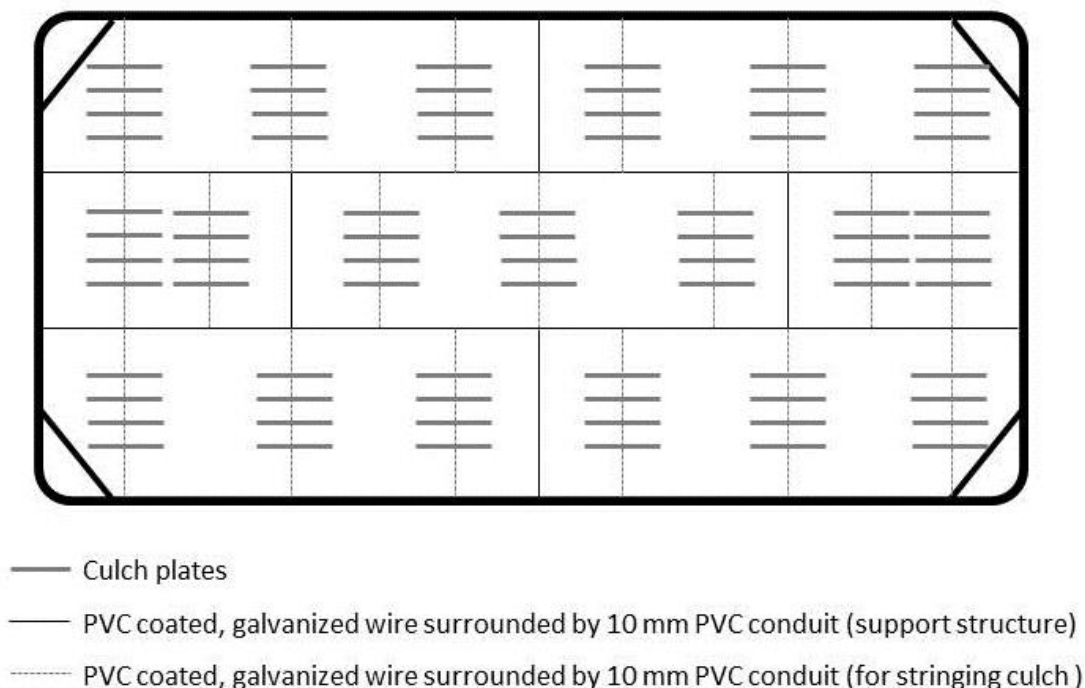 Culch plates
PVC coated, galvanized wire surrounded by 10 mm PVC conduit (support structure)
PVC coated, galvanized wire surrounded by 10 mm PVC conduit (for stringing culch )